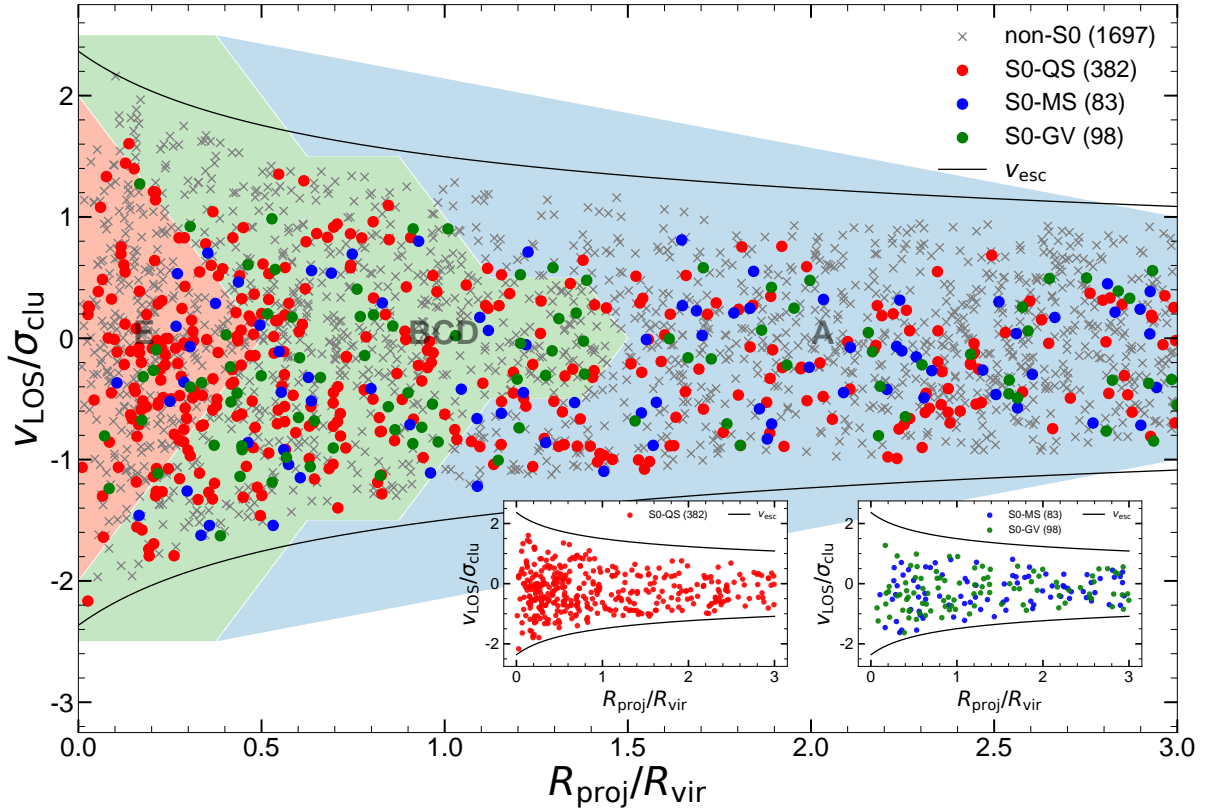 non-S0 (1697)
S0-QS (382)
S0-MS (83)
S0-GV (98)
v_esc
2
1
0
-1
-2
-3
v_LOS/σ_clu
E
BCD
A
S0-QS (382)
v_esc
2
0
-2
v_LOS/σ_clu
0
1
2
3
R_proj/R_vir
S0-MS (83)
S0-GV (98)
v_esc
2
0
-2
v_LOS/σ_clu
0
1
2
3
R_proj/R_vir
0.0
0.5
1.0
1.5
2.0
2.5
3.0
R_proj/R_vir